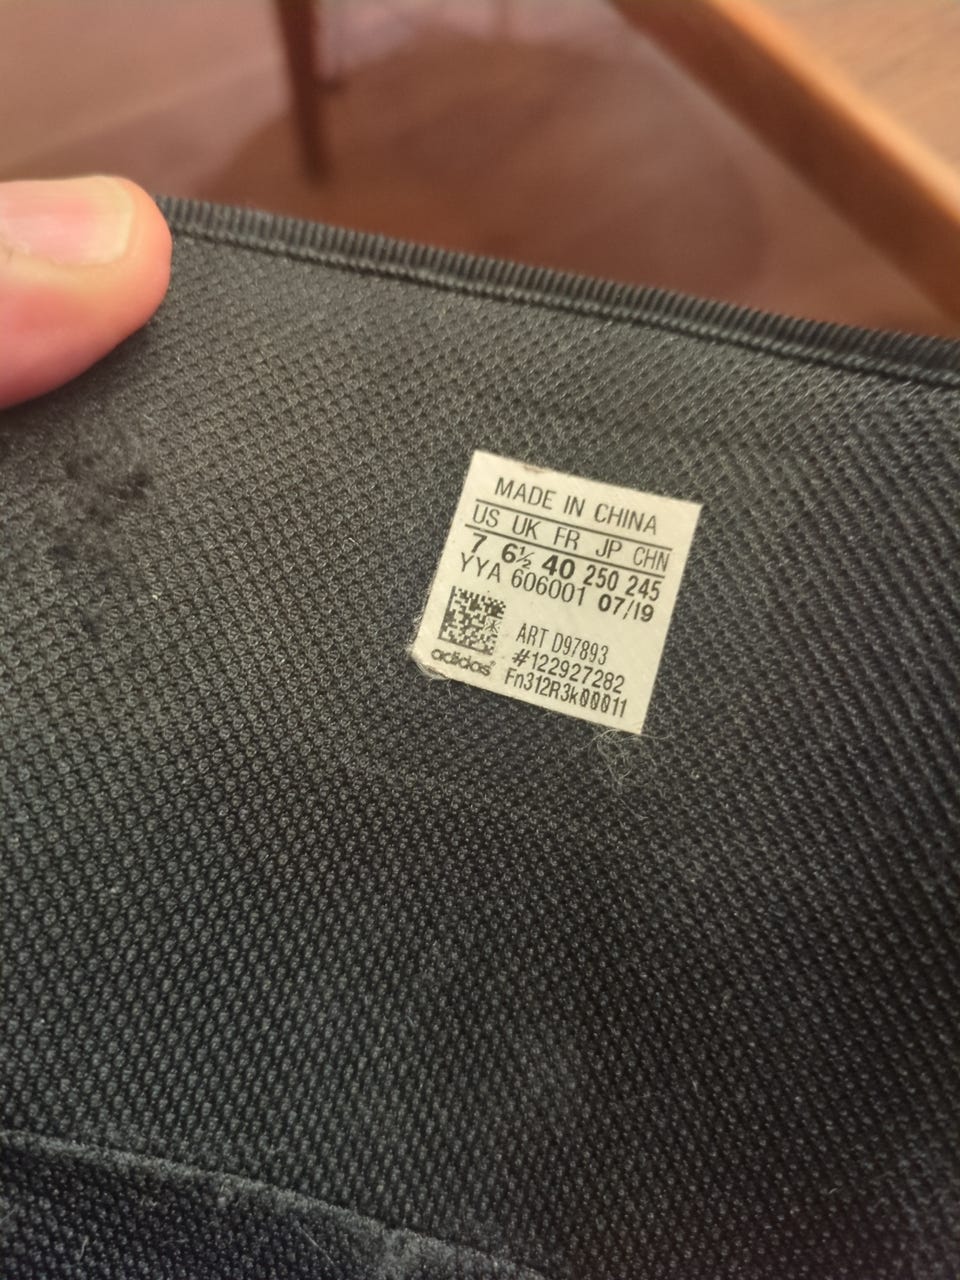 MADE IN CHINA
US UK FR JP CHN
7 6½ 40 250 245
YYA 606001 07/19
ART D97893
#122927282
adidas
Fn312R3k00011